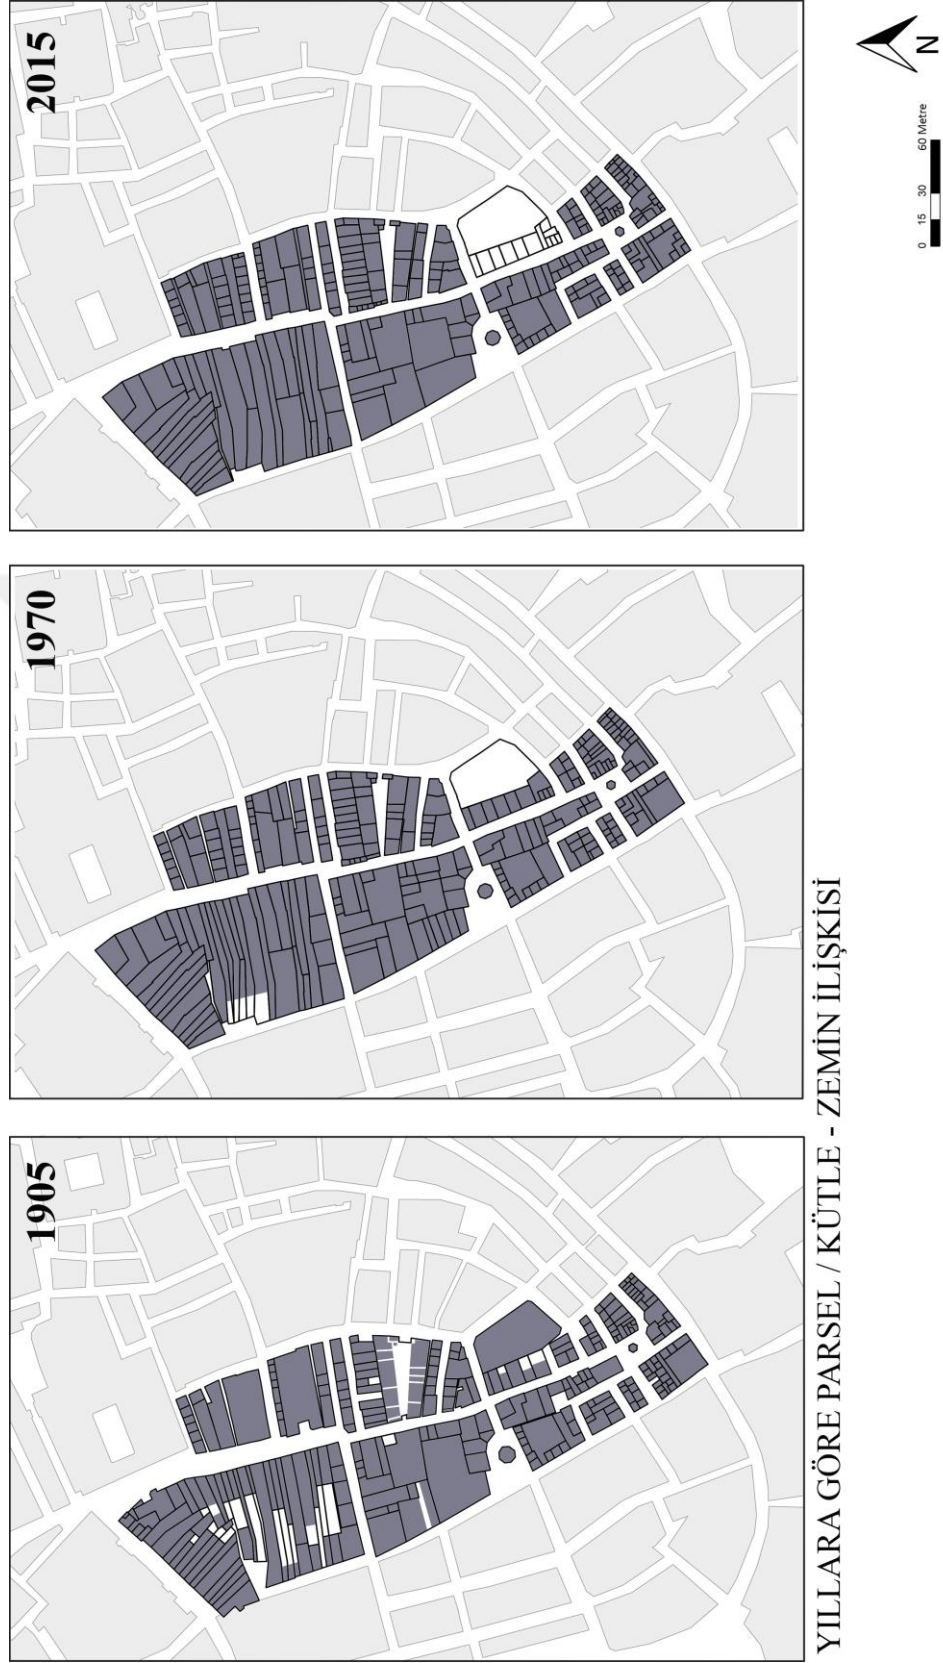 1905
1970
2015
YILLARA GÖRE PARSEL / KÜTLE - ZEMİN İLİŞKİSİ
0 15 30 60 Metre
N